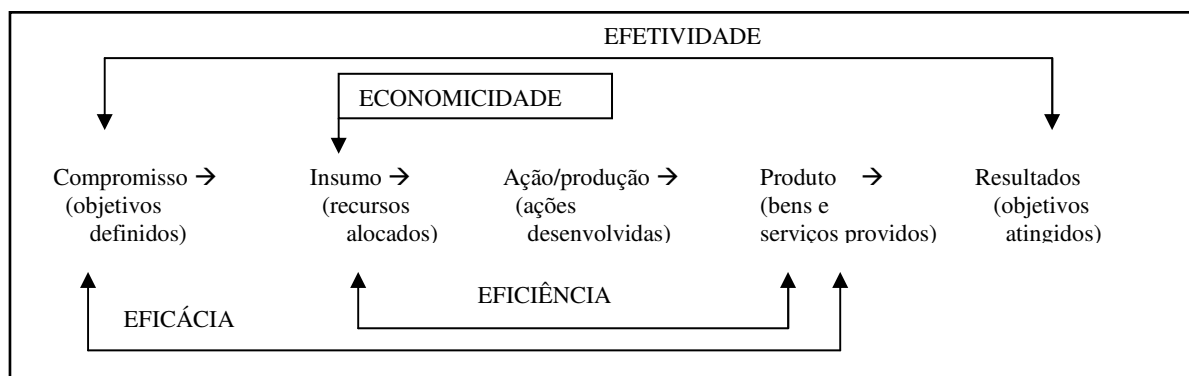 EFETIVIDADE
ECONOMICIDADE
Compromisso → Insumo → Ação/produção → Produto → Resultados
(objetivos (recursos (ações (bens e (objetivos
definidos) alocados) desenvolvidas) serviços providos) atingidos)
EFICIÊNCIA
EFICÁCIA